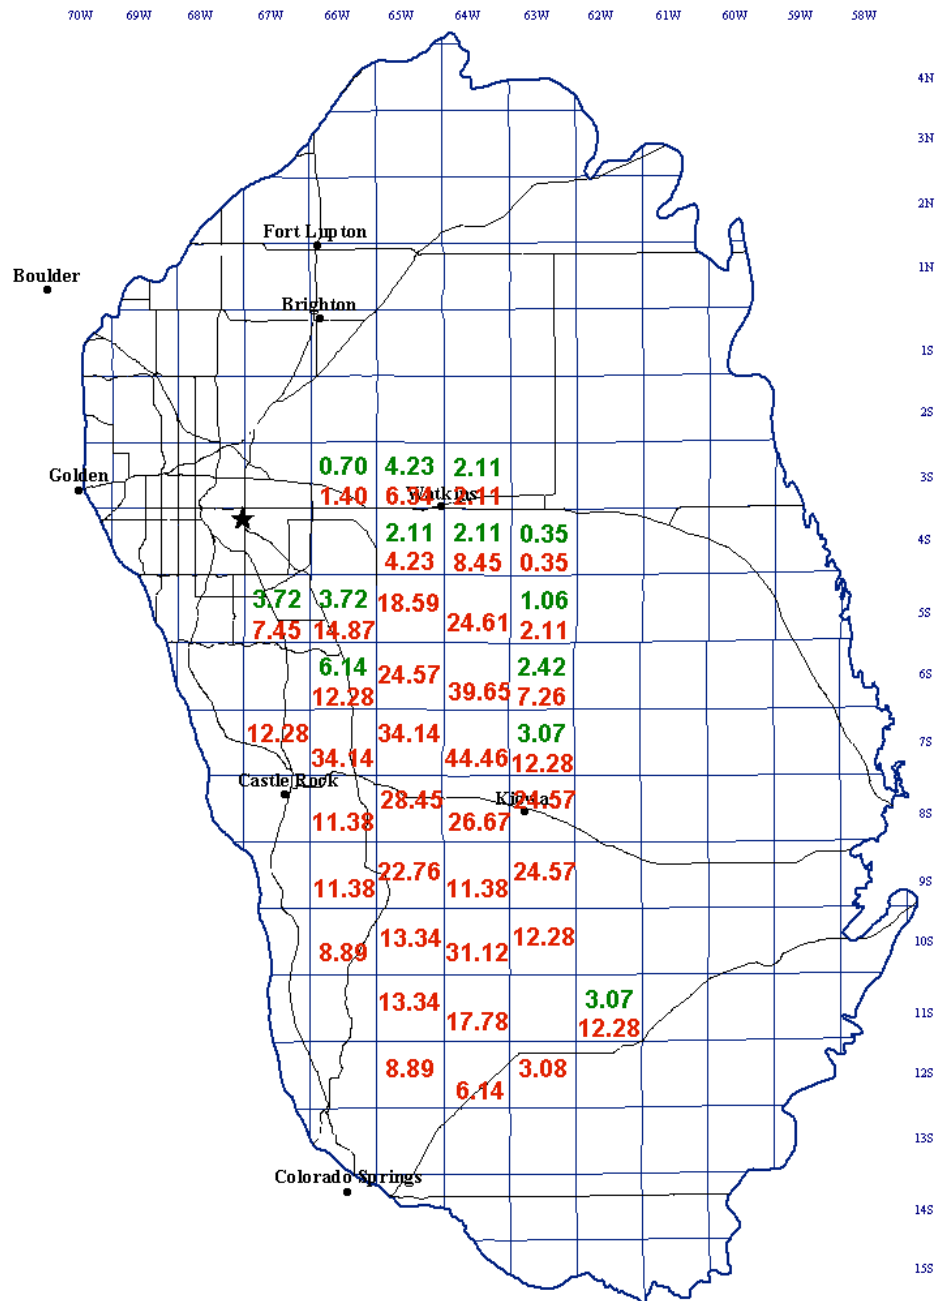 70W 69W 68W 67W 66W 65W 64W 63W 62W 61W 60W 59W 58W
4N
3N
2N
Fort Lupton
1N
Boulder
Brighton
1S
2S
0.70 4.23 2.11
Golden
3S
1.40 6.34 Watkins 2.11
2.11 2.11 0.35
4S
4.23 8.45 0.35
3.72 3.72 18.59 1.06
5S
7.45 14.87 24.61 2.11
6.14 24.57 2.42
6S
12.28 39.65 7.26
12.28 34.14 3.07
7S
34.14 44.46 12.28
Castle Rock
28.45 Kiowa 24.57
8S
11.38 26.67
22.76 24.57
9S
11.38 11.38
13.34 12.28
10S
8.89 31.12
13.34 3.07
11S
17.78 12.28
8.89 3.08
12S
6.14
13S
Colorado Springs
14S
15S